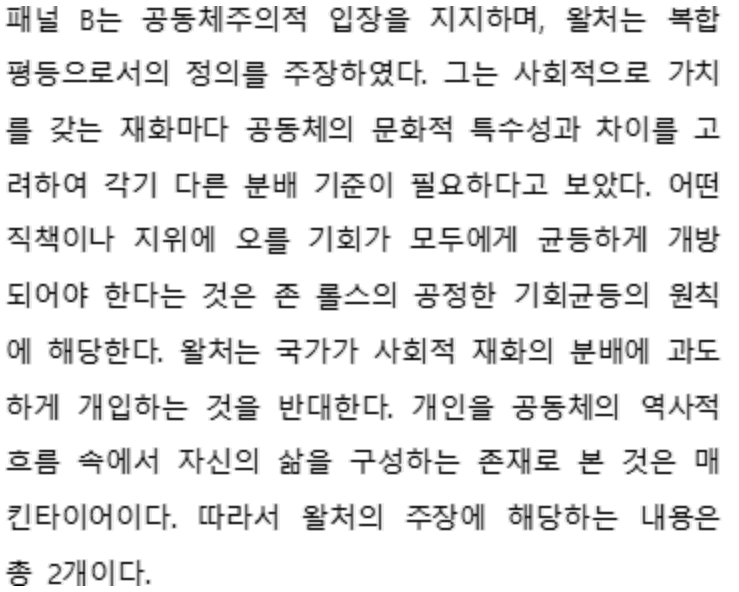 패널 B는 공동체주의적 입장을 지지하며, 왈처는 복합
평등으로서의 정의를 주장하였다. 그는 사회적으로 가치
를 갖는 재화마다 공동체의 문화적 특수성과 차이를 고
려하여 각기 다른 분배 기준이 필요하다고 보았다. 어떤
직책이나 지위에 오를 기회가 모두에게 균등하게 개방
되어야 한다는 것은 존 롤스의 공정한 기회균등의 원칙
에 해당한다. 왈처는 국가가 사회적 재화의 분배에 과도
하게 개입하는 것을 반대한다. 개인을 공동체의 역사적
흐름 속에서 자신의 삶을 구성하는 존재로 본 것은 매
킨타이어이다. 따라서 왈처의 주장에 해당하는 내용은
총 2개이다.